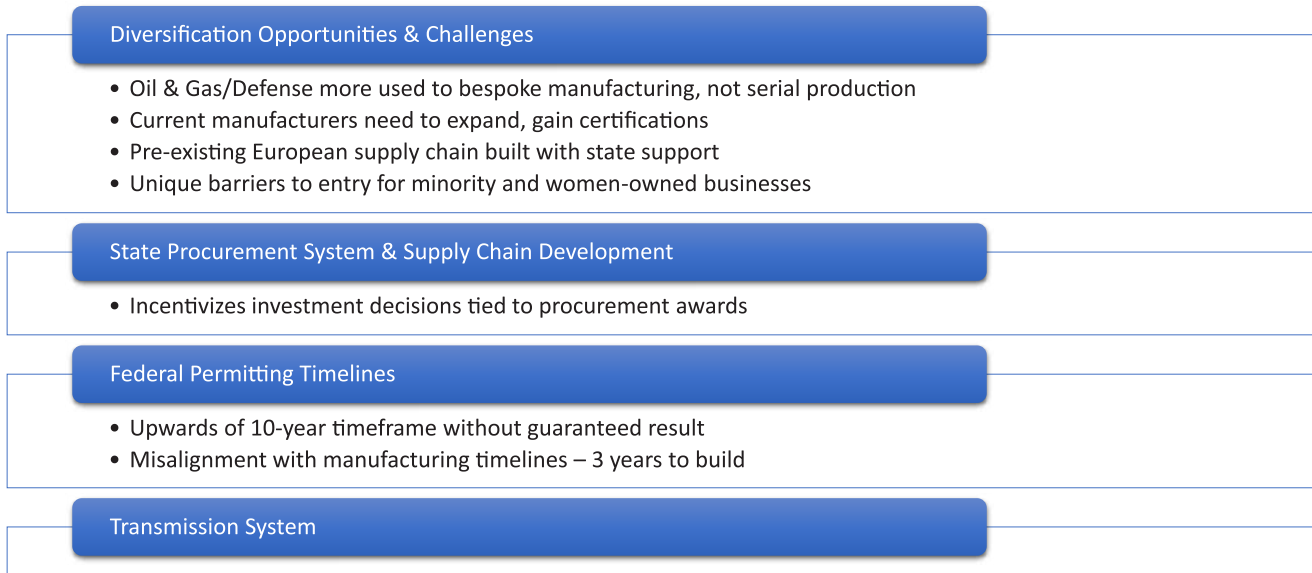 Diversification Opportunities & Challenges
• Oil & Gas/Defense more used to bespoke manufacturing, not serial production
• Current manufacturers need to expand, gain certifications
• Pre-existing European supply chain built with state support
• Unique barriers to entry for minority and women-owned businesses
State Procurement System & Supply Chain Development
• Incentivizes investment decisions tied to procurement awards
Federal Permitting Timelines
• Upwards of 10-year timeframe without guaranteed result
• Misalignment with manufacturing timelines – 3 years to build
Transmission System